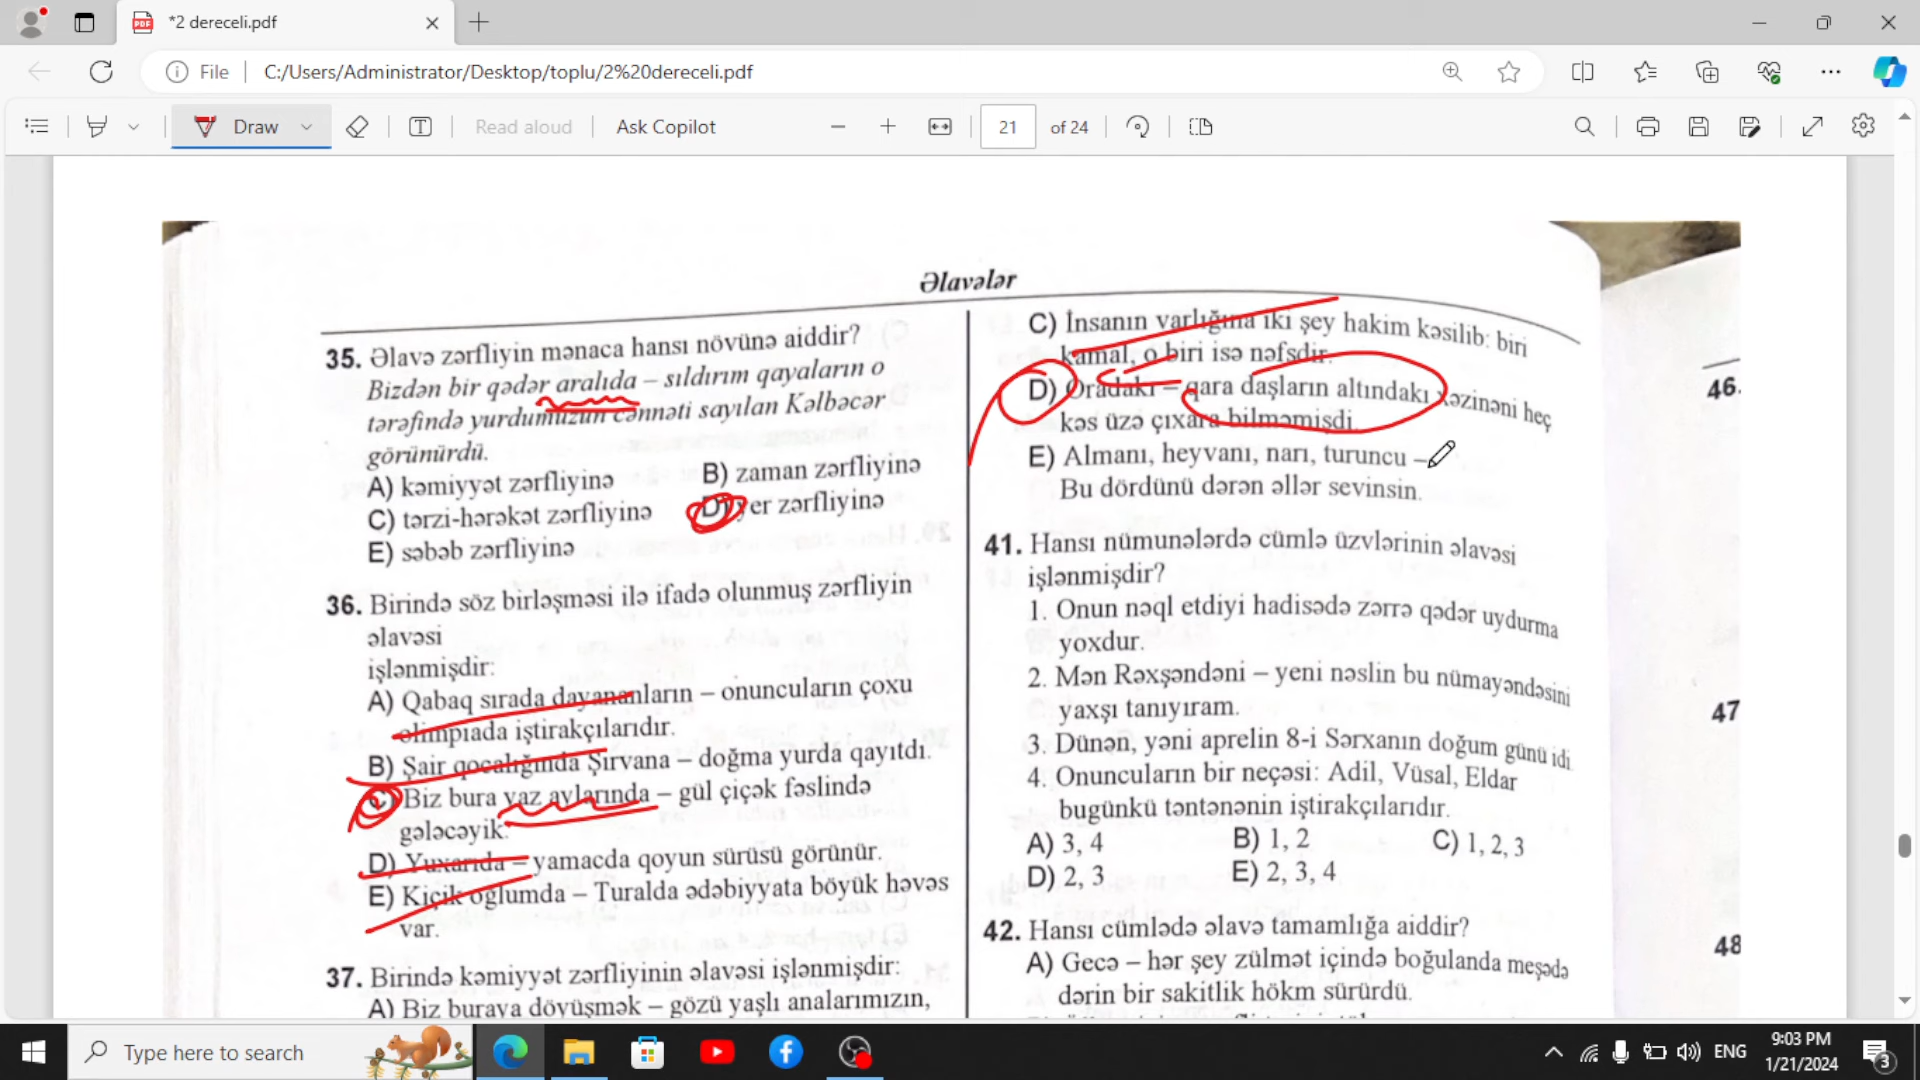 *2 dereceli.pdf
File
C:/Users/Administrator/Desktop/toplu/2%20dereceli.pdf
Draw
Read aloud
Ask Copilot
21
of 24
Əlavələr
35. Əlavə zərfliyin mənaca hansı növünə aiddir?
Bizdən bir qədər aralıda – sıldırım qayaların o
tərəfində yurdumuzun cənnəti sayılan Kəlbəcər
görünürdü.
A) kəmiyyət zərfliyinə
B) zaman zərfliyinə
C) tərzi-hərəkət zərfliyinə
D) yer zərfliyinə
E) səbəb zərfliyinə
36. Birində söz birləşməsi ilə ifadə olunmuş zərfliyin
əlavəsi
işlənmişdir:
A) Qabaq sırada dayananların – onuncuların çoxu
olimpiada iştirakçılarıdır.
B) Şair qocalığında Şirvana – doğma yurda qayıtdı.
C) Biz bura yaz aylarında – gül çiçək fəslində
gələcəyik.
D) Yuxarıda – yamacda qoyun sürüsü görünür.
E) Kiçik oğlumda – Turalda ədəbiyyata böyük həvəs
var.
37. Birində kəmiyyət zərfliyinin əlavəsi işlənmişdir:
A) Biz buraya döyüşmək – gözü yaşlı analarımızın,
C) İnsanın varlığına iki şey hakim kəsilib: biri
kamal, o biri isə nəfsdir.
D) Oradakı – qara daşların altındakı xəzinəni heç
kəs üzə çıxara bilməmişdi.
E) Almanı, heyvanı, narı, turuncu –
Bu dördünü dərən əllər sevinsin.
41. Hansı nümunələrdə cümlə üzvlərinin əlavəsi
işlənmişdir?
1. Onun nəql etdiyi hadisədə zərrə qədər uydurma
yoxdur.
2. Mən Rəxşəndəni – yeni nəslin bu nümayəndəsini
yaxşı tanıyıram.
3. Dünən, yəni aprelin 8-i Sərxanın doğum günü idi
4. Onuncuların bir neçəsi: Adil, Vüsal, Eldar
bugünkü təntənənin iştirakçılarıdır.
A) 3, 4
B) 1, 2
C) 1, 2, 3
D) 2, 3
E) 2, 3, 4
42. Hansı cümlədə əlavə tamamlığa aiddir?
A) Gecə – hər şey zülmət içində boğulanda meşədə
dərin bir sakitlik hökm sürürdü.
46.
47
48
Type here to search
ENG
9:03 PM
1/21/2024
3